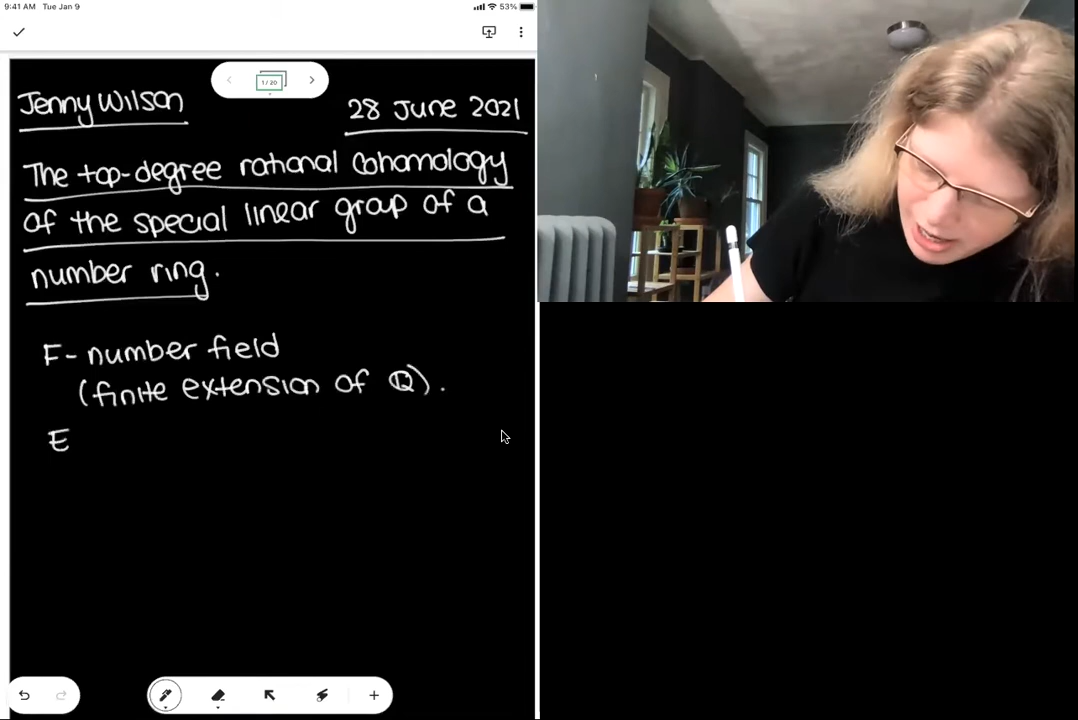 9:41 AM Tue Jan 9
53%
1 / 20
Jenny Wilson
28 June 2021
The top-degree rational cohomology
of the special linear group of a
number ring.
F - number field
(finite extension of ℚ).
E